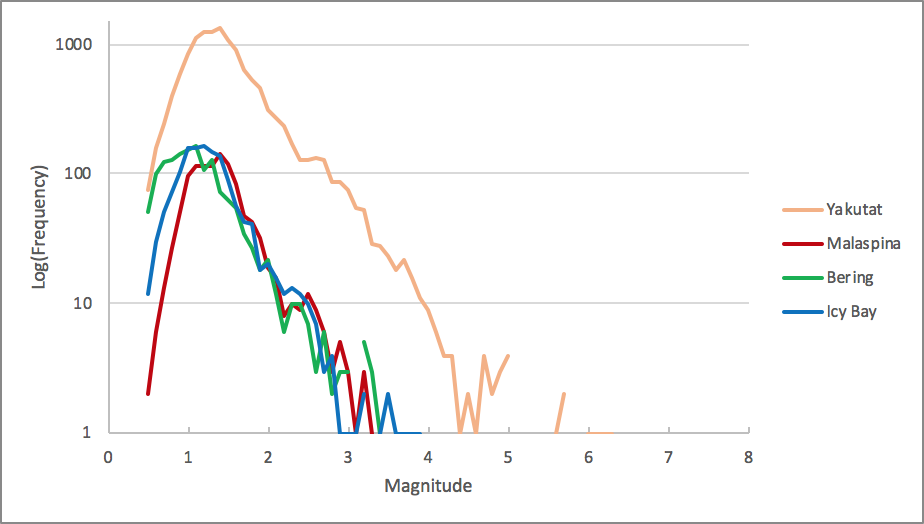 1000
100
10
1
Log(Frequency)
0 1 2 3 4 5 6 7 8
Magnitude
Yakutat
Malaspina
Bering
Icy Bay